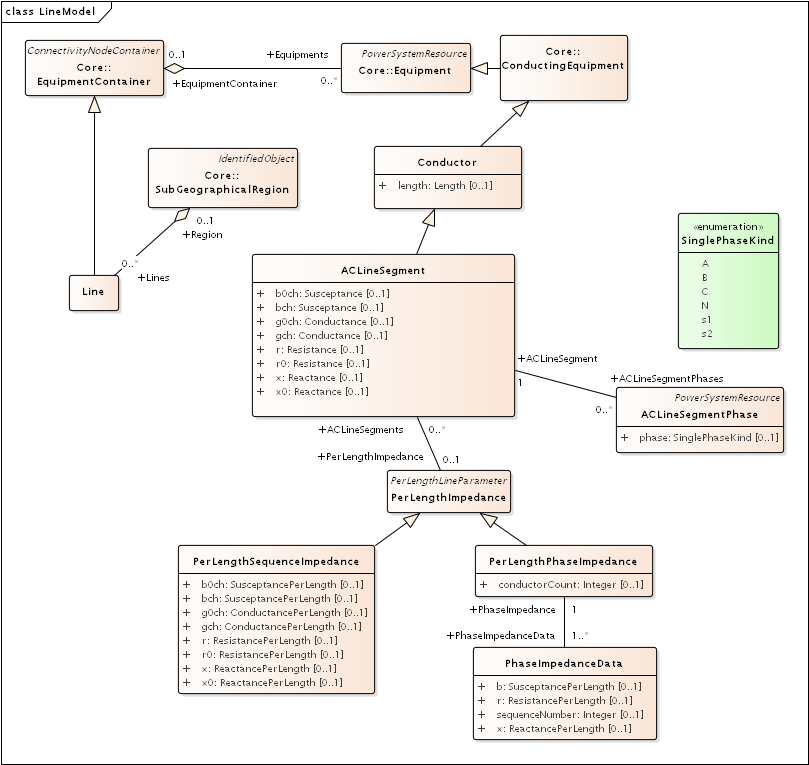 class LineModel
ConnectivityNodeContainer
Core::
EquipmentContainer
0..1
+EquipmentContainer
+Equipments
0..*
PowerSystemResource
Core::Equipment
Core::
ConductingEquipment
IdentifiedObject
Core::
SubGeographicalRegion
0..1
+Region
0..*
+Lines
Line
Conductor
+ length: Length [0..1]
ACLineSegment
+ b0ch: Susceptance [0..1]
+ bch: Susceptance [0..1]
+ g0ch: Conductance [0..1]
+ gch: Conductance [0..1]
+ r: Resistance [0..1]
+ r0: Resistance [0..1]
+ x: Reactance [0..1]
+ x0: Reactance [0..1]
«enumeration»
SinglePhaseKind
A
B
C
N
s1
s2
+ACLineSegment
1
+ACLineSegmentPhases
0..*
PowerSystemResource
ACLineSegmentPhase
+ phase: SinglePhaseKind [0..1]
+ACLineSegments
0..*
+PerLengthImpedance
0..1
PerLengthLineParameter
PerLengthImpedance
PerLengthSequenceImpedance
+ b0ch: SusceptancePerLength [0..1]
+ bch: SusceptancePerLength [0..1]
+ g0ch: ConductancePerLength [0..1]
+ gch: ConductancePerLength [0..1]
+ r: ResistancePerLength [0..1]
+ r0: ResistancePerLength [0..1]
+ x: ReactancePerLength [0..1]
+ x0: ReactancePerLength [0..1]
PerLengthPhaseImpedance
+ conductorCount: Integer [0..1]
+PhaseImpedance
1
+PhaseImpedanceData
1..*
PhaseImpedanceData
+ b: SusceptancePerLength [0..1]
+ r: ResistancePerLength [0..1]
+ sequenceNumber: Integer [0..1]
+ x: ReactancePerLength [0..1]